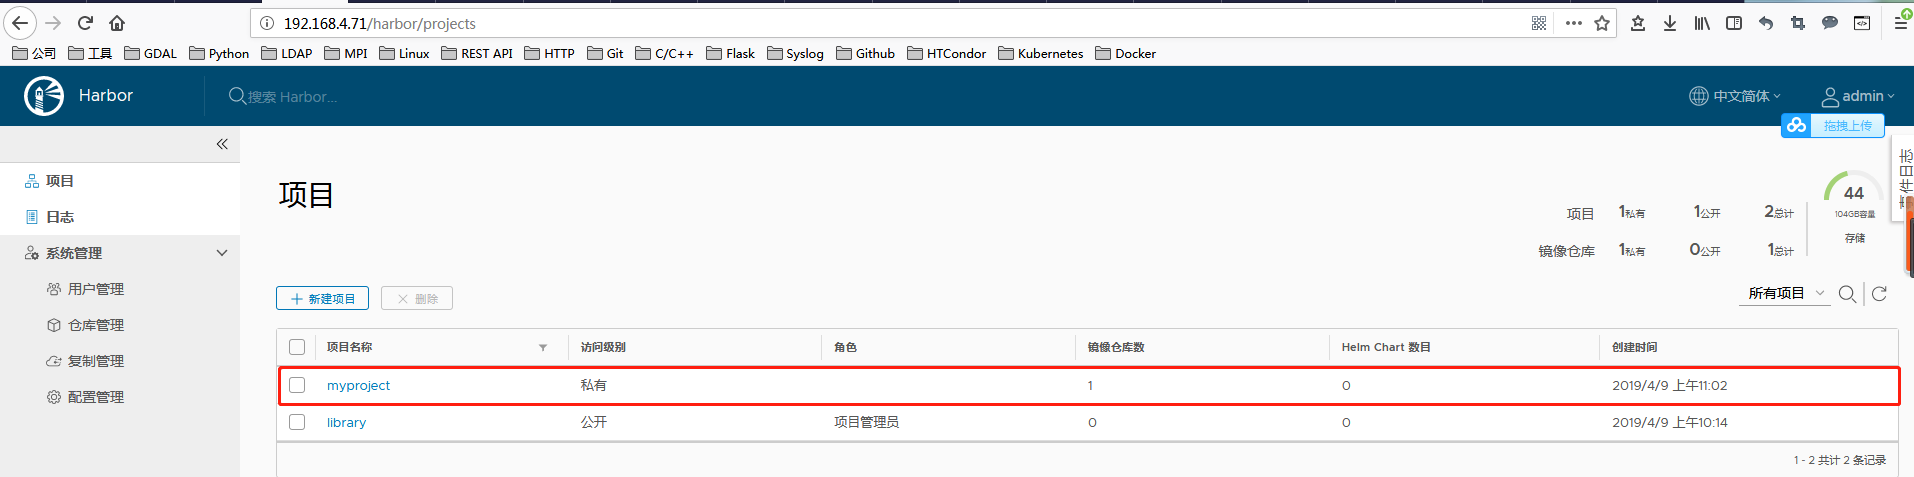 192.168.4.71/harbor/projects
公司 工具 GDAL Python LDAP MPI Linux REST API HTTP Git C/C++ Flask Syslog Github HTCondor Kubernetes Docker
Harbor 搜索 Harbor... 中文简体 admin
拖拽上传
项目
日志
系统管理
用户管理
仓库管理
复制管理
配置管理
项目
项目 1私有 1公开 2总计
镜像仓库 1私有 0公开 1总计
44
104GB容量
存储
件日志
新建项目 删除 所有项目
项目名称 访问级别 角色 镜像仓库数 Helm Chart 数目 创建时间
myproject 私有 1 0 2019/4/9 上午11:02
library 公开 项目管理员 0 0 2019/4/9 上午10:14
1 - 2 共计 2 条记录